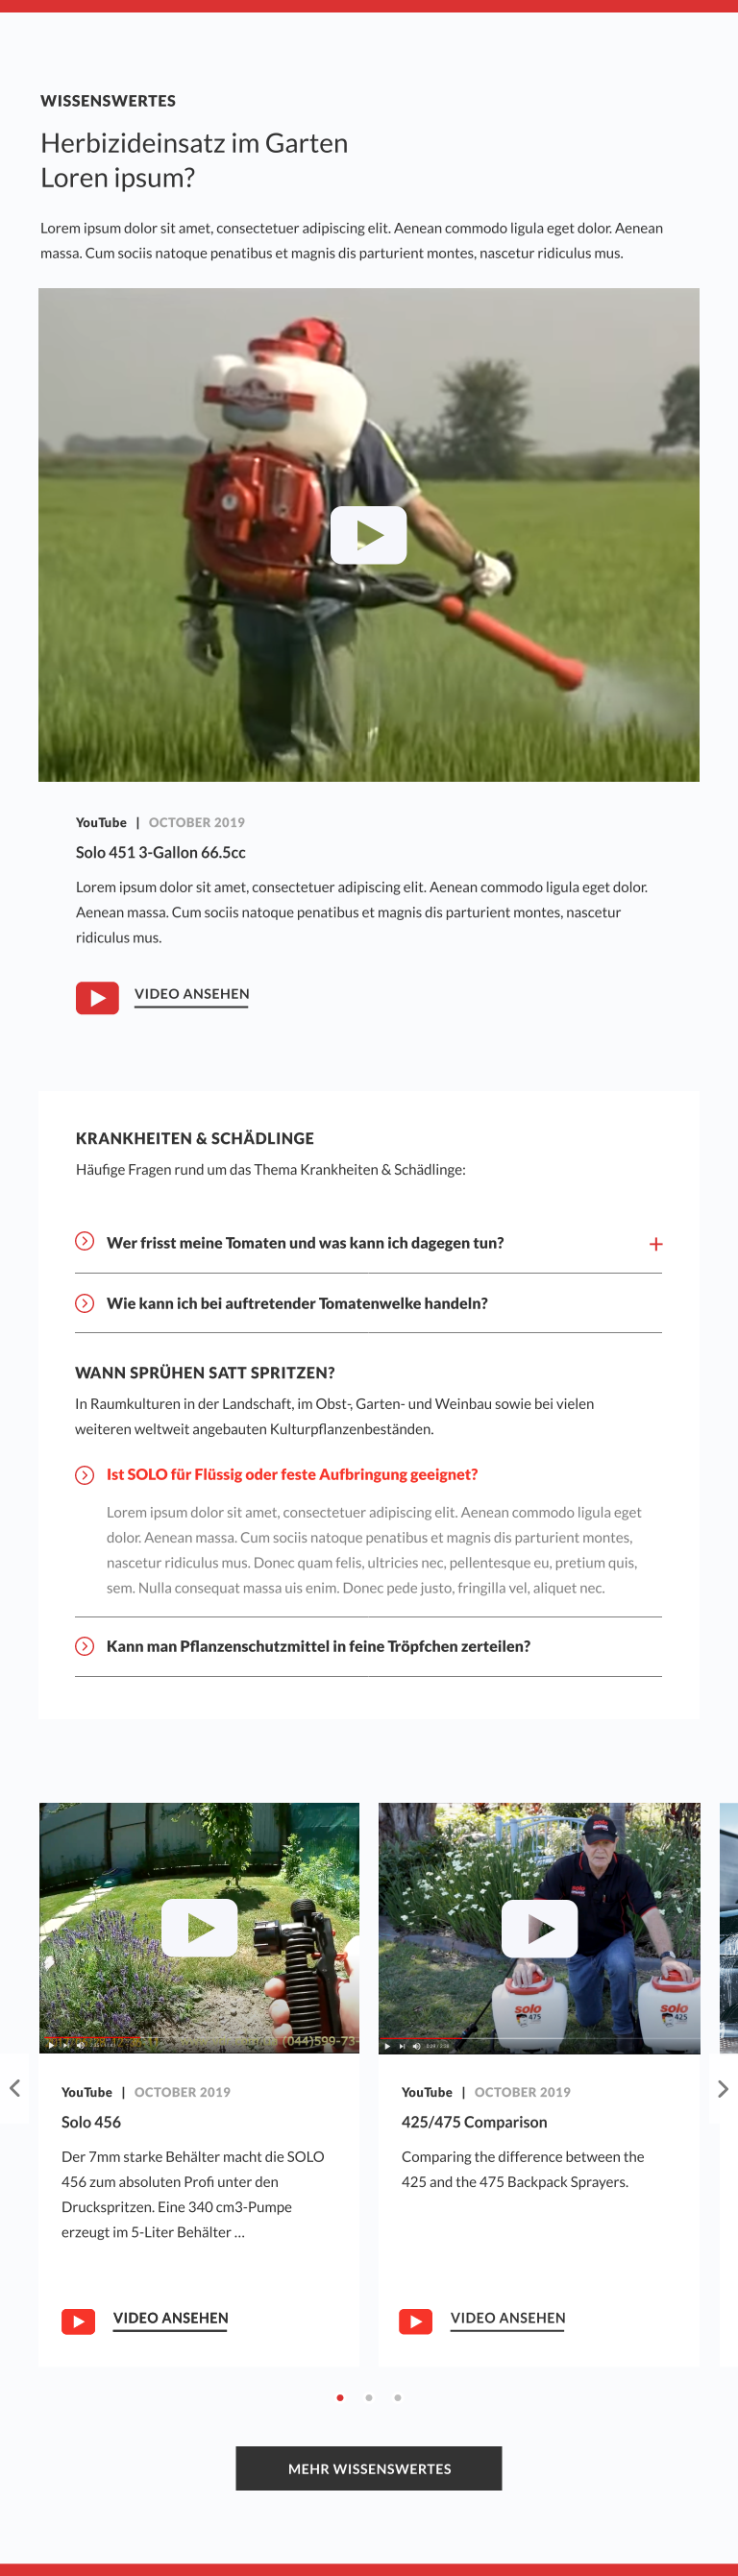 WISSENSWERTES
Herbizideinsatz im Garten
Loren ipsum?
Lorem ipsum dolor sit amet, consectetuer adipiscing elit. Aenean commodo ligula eget dolor. Aenean
massa. Cum sociis natoque penatibus et magnis dis parturient montes, nascetur ridiculus mus.
YouTube | OCTOBER 2019
Solo 451 3-Gallon 66.5cc
Lorem ipsum dolor sit amet, consectetuer adipiscing elit. Aenean commodo ligula eget dolor.
Aenean massa. Cum sociis natoque penatibus et magnis dis parturient montes, nascetur
ridiculus mus.
VIDEO ANSEHEN
KRANKHEITEN & SCHÄDLINGE
Häufige Fragen rund um das Thema Krankheiten & Schädlinge:
Wer frisst meine Tomaten und was kann ich dagegen tun?
Wie kann ich bei auftretender Tomatenwelke handeln?
WANN SPRÜHEN SATT SPRITZEN?
In Raumkulturen in der Landschaft, im Obst-, Garten- und Weinbau sowie bei vielen
weiteren weltweit angebauten Kulturpflanzenbeständen.
Ist SOLO für Flüssig oder feste Aufbringung geeignet?
Lorem ipsum dolor sit amet, consectetuer adipiscing elit. Aenean commodo ligula eget
dolor. Aenean massa. Cum sociis natoque penatibus et magnis dis parturient montes,
nascetur ridiculus mus. Donec quam felis, ultricies nec, pellentesque eu, pretium quis,
sem. Nulla consequat massa uis enim. Donec pede justo, fringilla vel, aliquet nec.
Kann man Pflanzenschutzmittel in feine Tröpfchen zerteilen?
(044)599-73-
solo
475
solo
425
YouTube | OCTOBER 2019
Solo 456
Der 7mm starke Behälter macht die SOLO
456 zum absoluten Profi unter den
Druckspritzen. Eine 340 cm3-Pumpe
erzeugt im 5-Liter Behälter ...
VIDEO ANSEHEN
YouTube | OCTOBER 2019
425/475 Comparison
Comparing the difference between the
425 and the 475 Backpack Sprayers.
VIDEO ANSEHEN
MEHR WISSENSWERTES